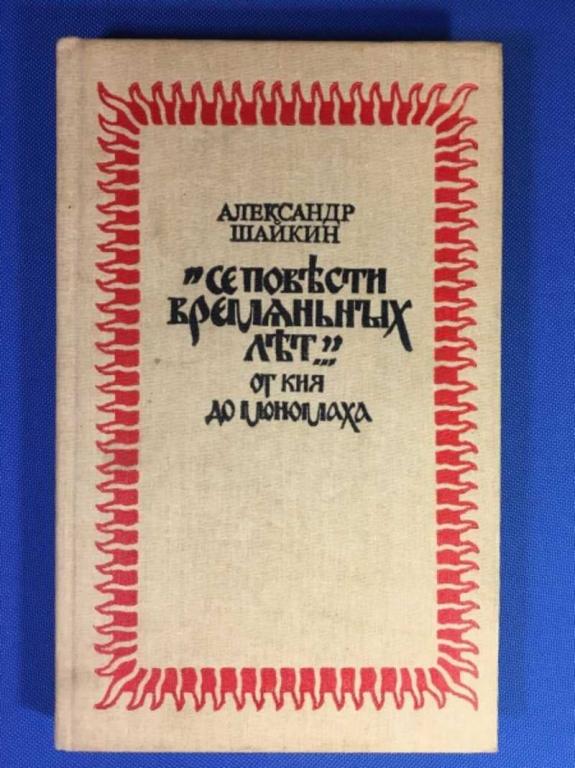 АЛЕКСАНДР
ШАЙКИН
"СЕ ПОВѢСТИ
ВРЕМЯНЬНЫХ
ЛѢТ..."
ОТ КИЯ
ДО МОНОМАХА